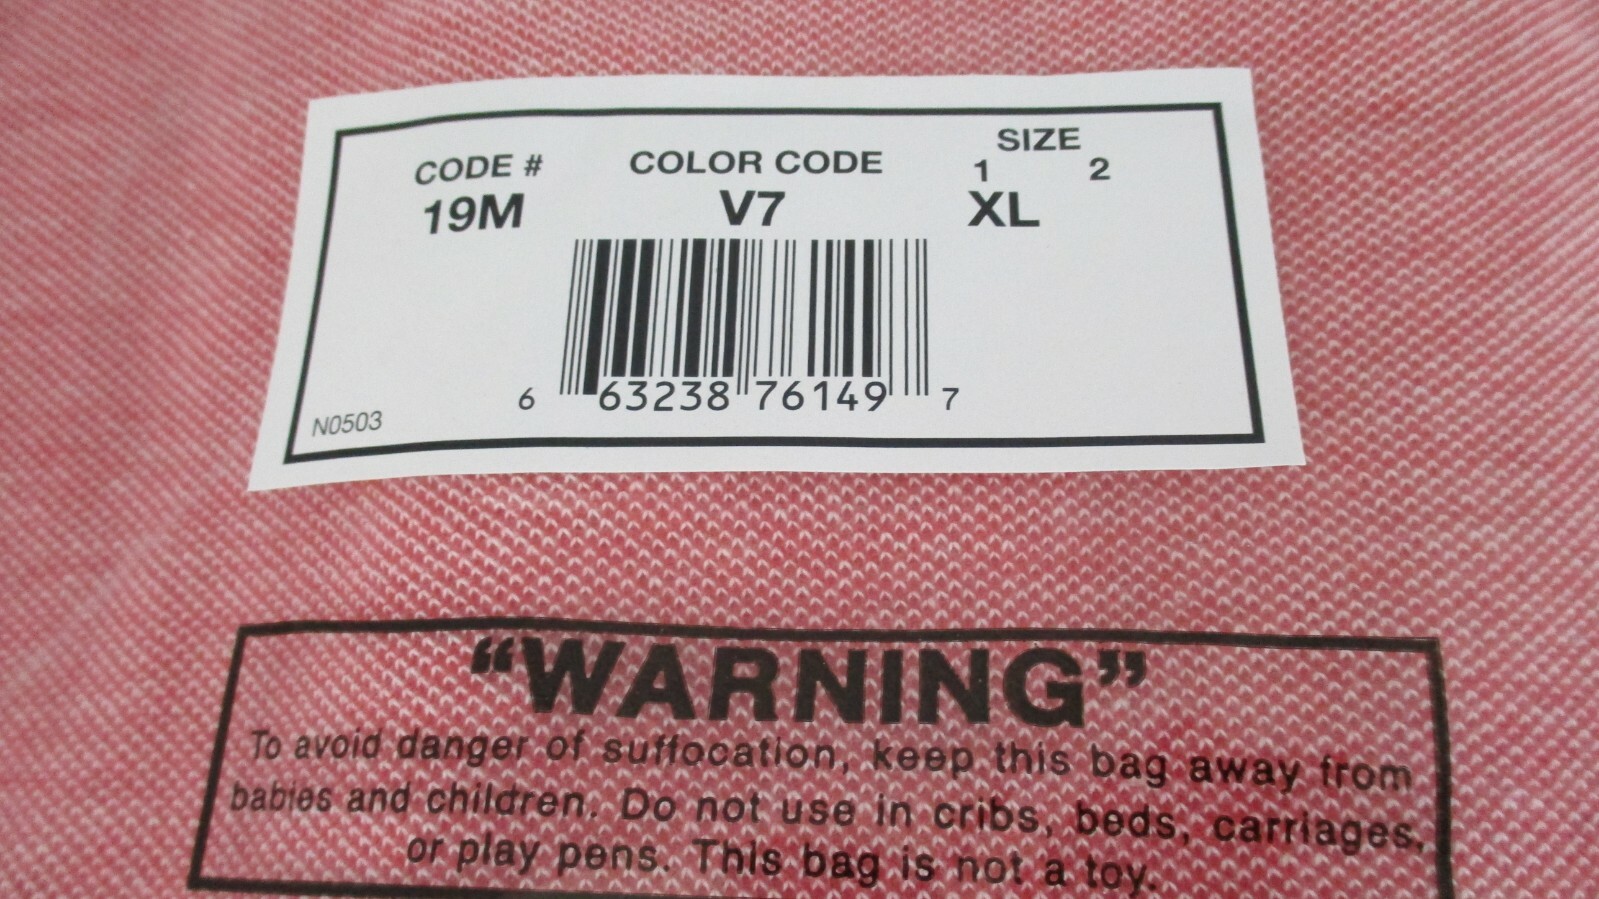 CODE # COLOR CODE SIZE
1 2
19M V7 XL
6 63238 76149 7
N0503
“WARNING”
To avoid danger of suffocation, keep this bag away from
babies and children. Do not use in cribs, beds, carriages,
or play pens. This bag is not a toy.